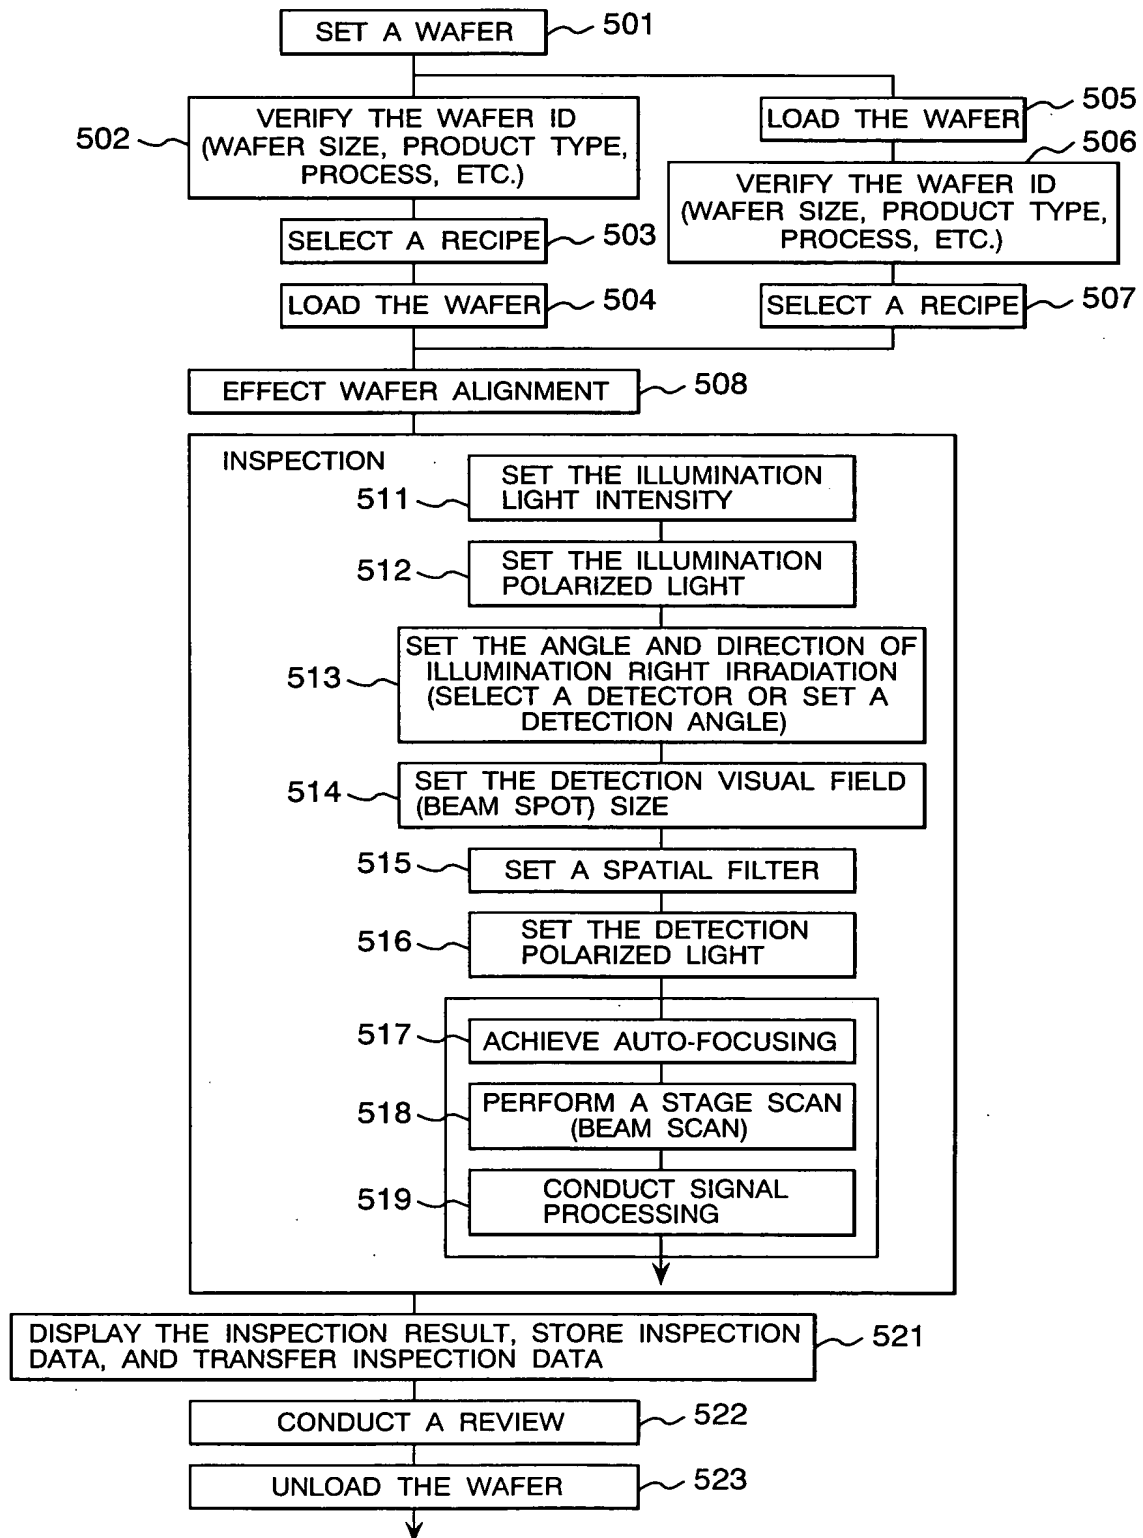 SET A WAFER
501
502
VERIFY THE WAFER ID
(WAFER SIZE, PRODUCT TYPE,
PROCESS, ETC.)
SELECT A RECIPE
503
LOAD THE WAFER
504
LOAD THE WAFER
505
506
VERIFY THE WAFER ID
(WAFER SIZE, PRODUCT TYPE,
PROCESS, ETC.)
SELECT A RECIPE
507
EFFECT WAFER ALIGNMENT
508
INSPECTION
511
SET THE ILLUMINATION
LIGHT INTENSITY
512
SET THE ILLUMINATION
POLARIZED LIGHT
513
SET THE ANGLE AND DIRECTION OF
ILLUMINATION RIGHT IRRADIATION
(SELECT A DETECTOR OR SET A
DETECTION ANGLE)
514
SET THE DETECTION VISUAL FIELD
(BEAM SPOT) SIZE
515
SET A SPATIAL FILTER
516
SET THE DETECTION
POLARIZED LIGHT
517
ACHIEVE AUTO-FOCUSING
518
PERFORM A STAGE SCAN
(BEAM SCAN)
519
CONDUCT SIGNAL
PROCESSING
DISPLAY THE INSPECTION RESULT, STORE INSPECTION
DATA, AND TRANSFER INSPECTION DATA
521
CONDUCT A REVIEW
522
UNLOAD THE WAFER
523